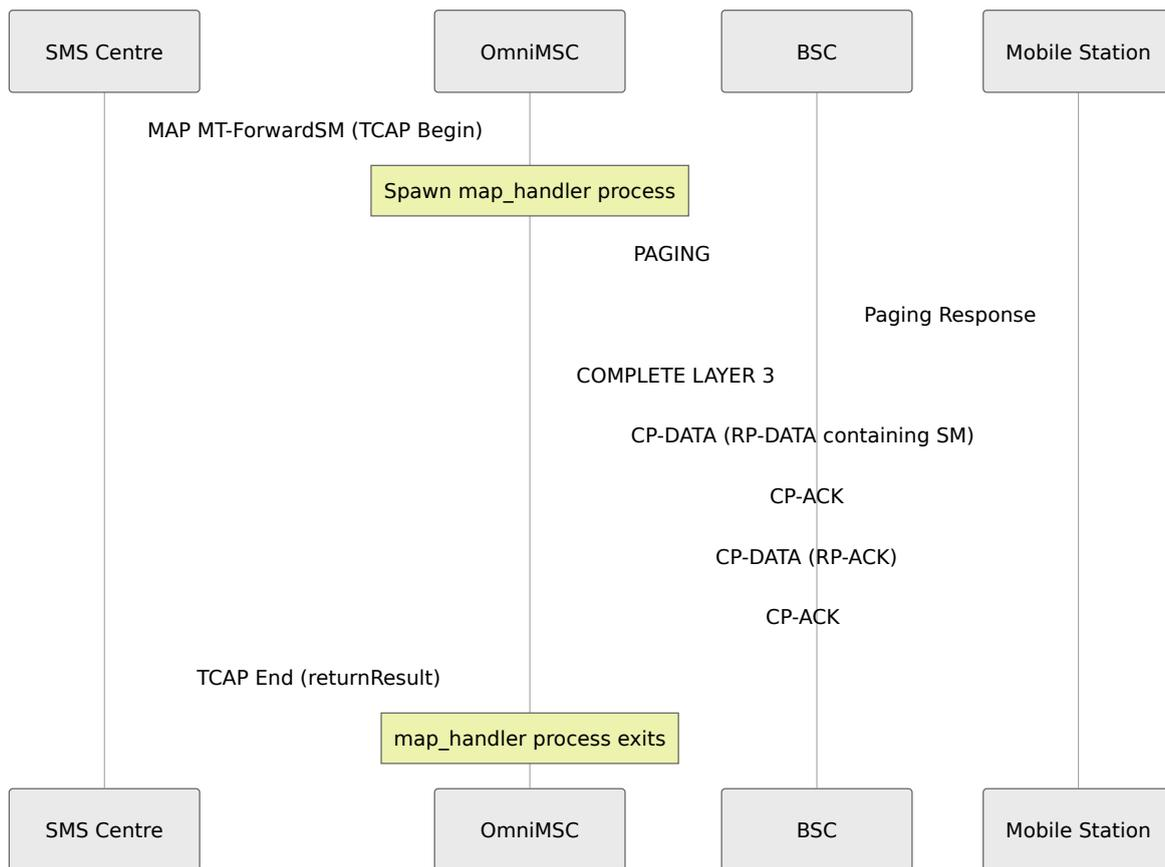 SMS Centre
OmniMSC
BSC
Mobile Station
MAP MT-ForwardSM (TCAP Begin)
Spawn map_handler process
PAGING
Paging Response
COMPLETE LAYER 3
CP-DATA (RP-DATA containing SM)
CP-ACK
CP-DATA (RP-ACK)
CP-ACK
TCAP End (returnResult)
map_handler process exits
SMS Centre
OmniMSC
BSC
Mobile Station